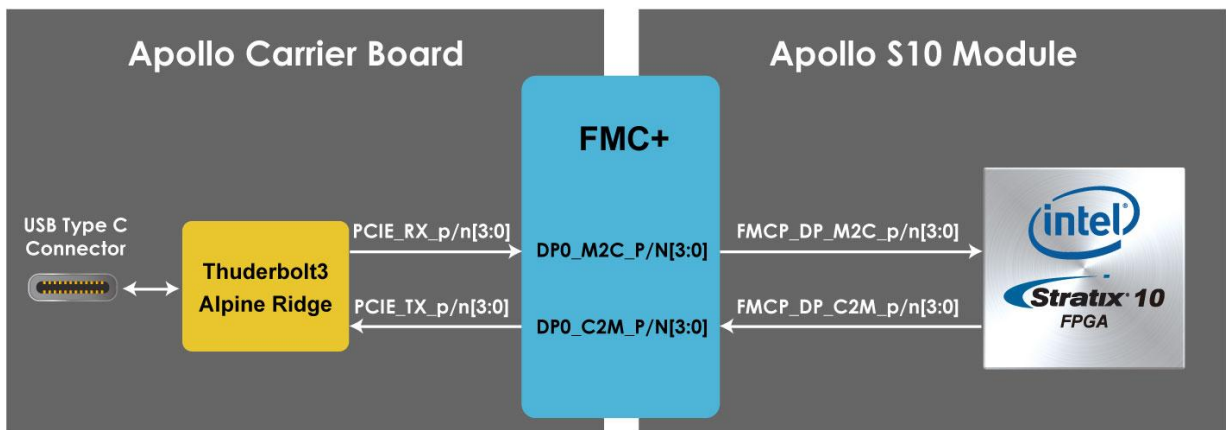 Apollo Carrier Board
Apollo S10 Module
FMC+
USB Type C
Connector
Thuderbolt3
Alpine Ridge
PCIE_RX_p/n[3:0]
PCIE_TX_p/n[3:0]
DP0_M2C_P/N[3:0]
DP0_C2M_P/N[3:0]
FMCP_DP_M2C_p/n[3:0]
FMCP_DP_C2M_p/n[3:0]
intel
Stratix 10
FPGA